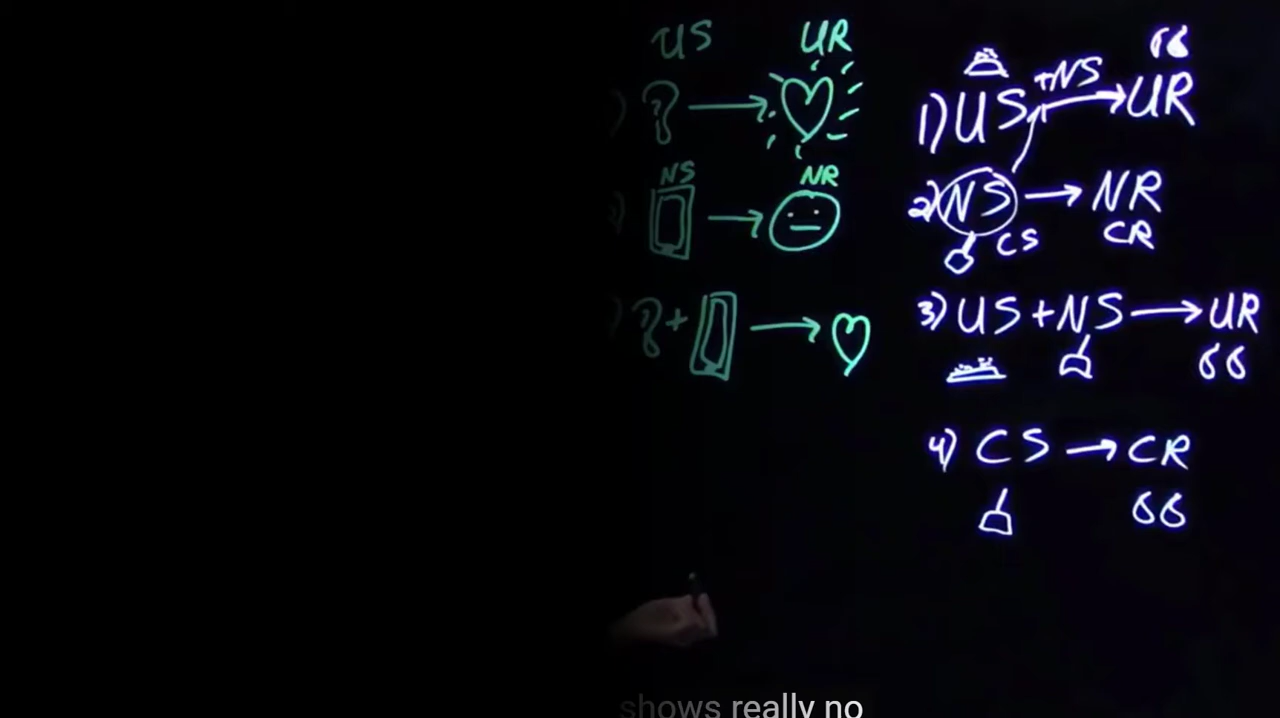 US UR
NS NR
+
+NS
1) US UR
2) NS NR
CS CR
3) US + NS UR
4) CS CR
shows really no